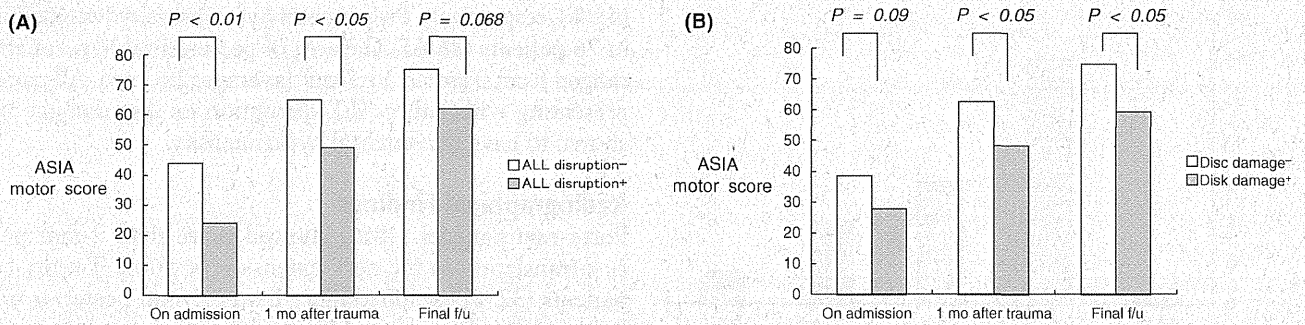 (A)
P < 0.01 P < 0.05 P = 0.068
80
70
60
50
40
30
20
10
0
ASIA
motor score
ALL disruption−
ALL disruption+
On admission 1 mo after trauma Final f/u
(B)
P = 0.09 P < 0.05 P < 0.05
80
70
60
50
40
30
20
10
0
ASIA
motor score
Disc damage−
Disk damage+
On admission 1 mo after trauma Final f/u